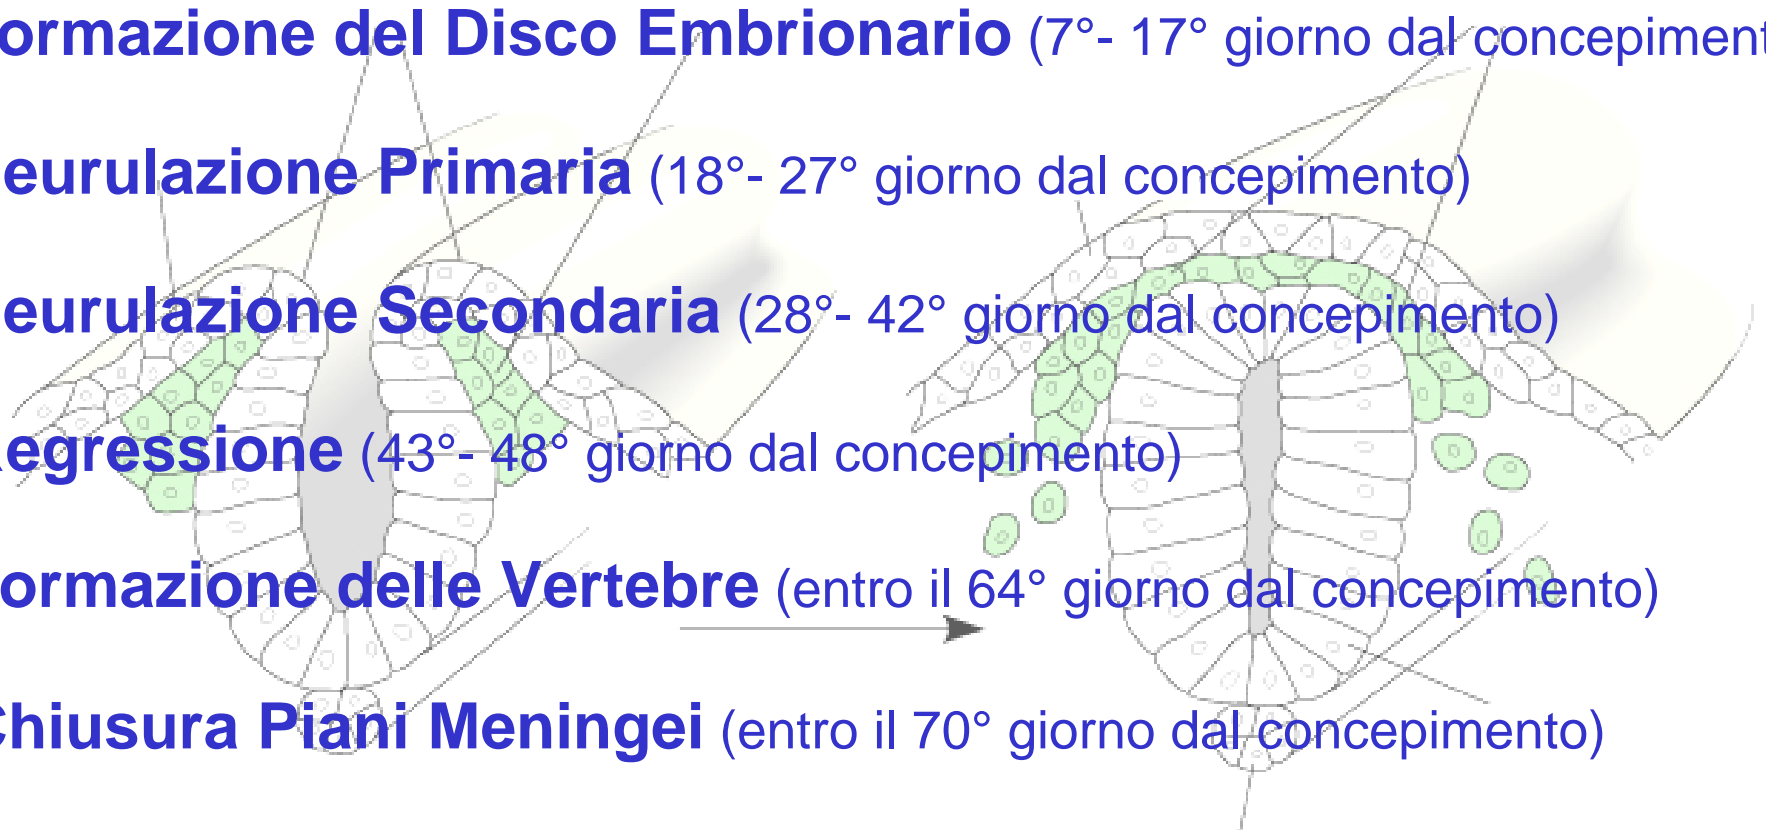 ormazione del Disco Embrionario (7°- 17° giorno dal concepiment
eurulazione Primaria (18°- 27° giorno dal concepimento)
eurulazione Secondaria (28°- 42° giorno dal concepimento)
egressione (43°- 48° giorno dal concepimento)
ormazione delle Vertebre (entro il 64° giorno dal concepimento)
Chiusura Piani Meningei (entro il 70° giorno dal concepimento)